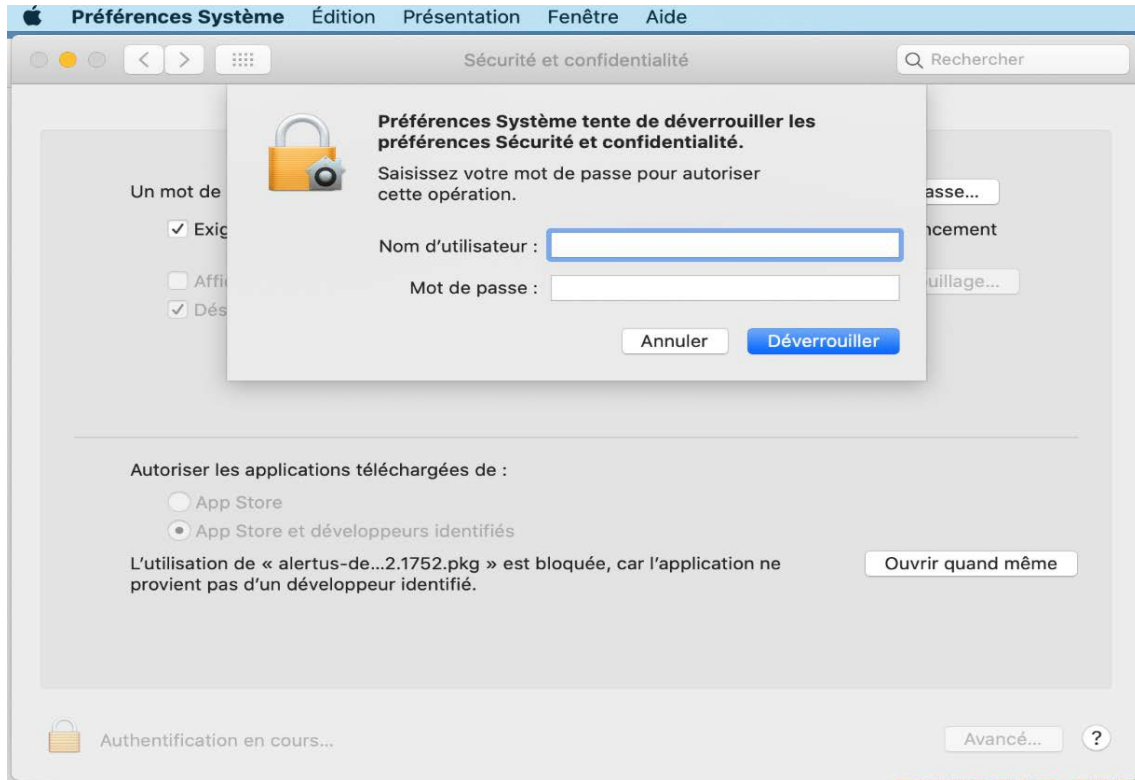 Préférences Système Édition Présentation Fenêtre Aide
Sécurité et confidentialité
Rechercher
Préférences Système tente de déverrouiller les
préférences Sécurité et confidentialité.
Saisissez votre mot de passe pour autoriser
cette opération.
Nom d’utilisateur :
Mot de passe :
Annuler
Déverrouiller
Un mot de
asse...
Exig
ncement
Affi
uillage...
Dés
Autoriser les applications téléchargées de :
App Store
App Store et développeurs identifiés
L’utilisation de « alertus-de...2.1752.pkg » est bloquée, car l’application ne
provient pas d’un développeur identifié.
Ouvrir quand même
Authentification en cours...
Avancé...
?